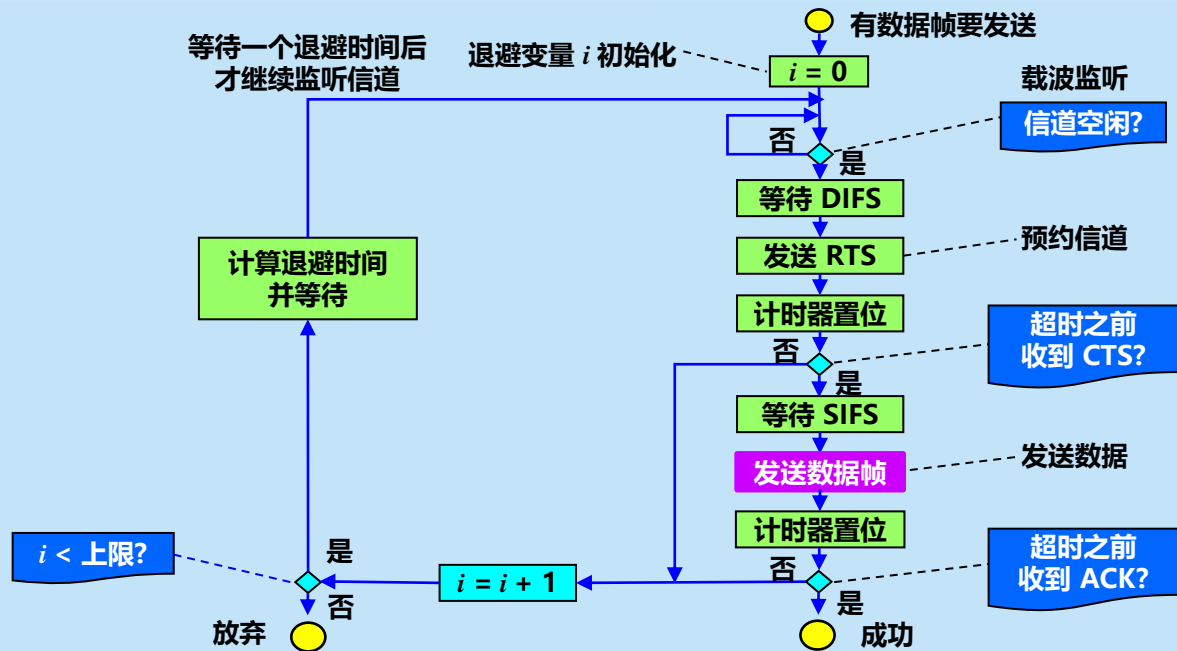 有数据帧要发送
等待一个退避时间后
才继续监听信道
退避变量 i 初始化
i = 0
载波监听
信道空闲?
否
是
等待 DIFS
发送 RTS
预约信道
计算退避时间
并等待
计时器置位
超时之前
收到 CTS?
否
是
等待 SIFS
发送数据帧
发送数据
计时器置位
i < 上限?
是
否
i = i + 1
否
超时之前
收到 ACK?
是
放弃
成功